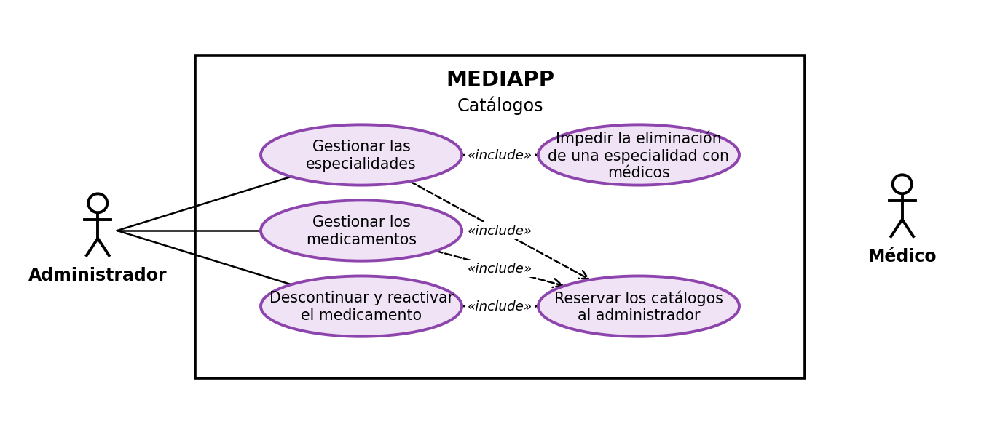 MEDIAPP
Catálogos
Gestionar las
especialidades
«include»
Impedir la eliminación
de una especialidad con
médicos
Gestionar los
medicamentos
«include»
«include»
Descontinuar y reactivar
el medicamento
«include»
Reservar los catálogos
al administrador
Administrador
Médico